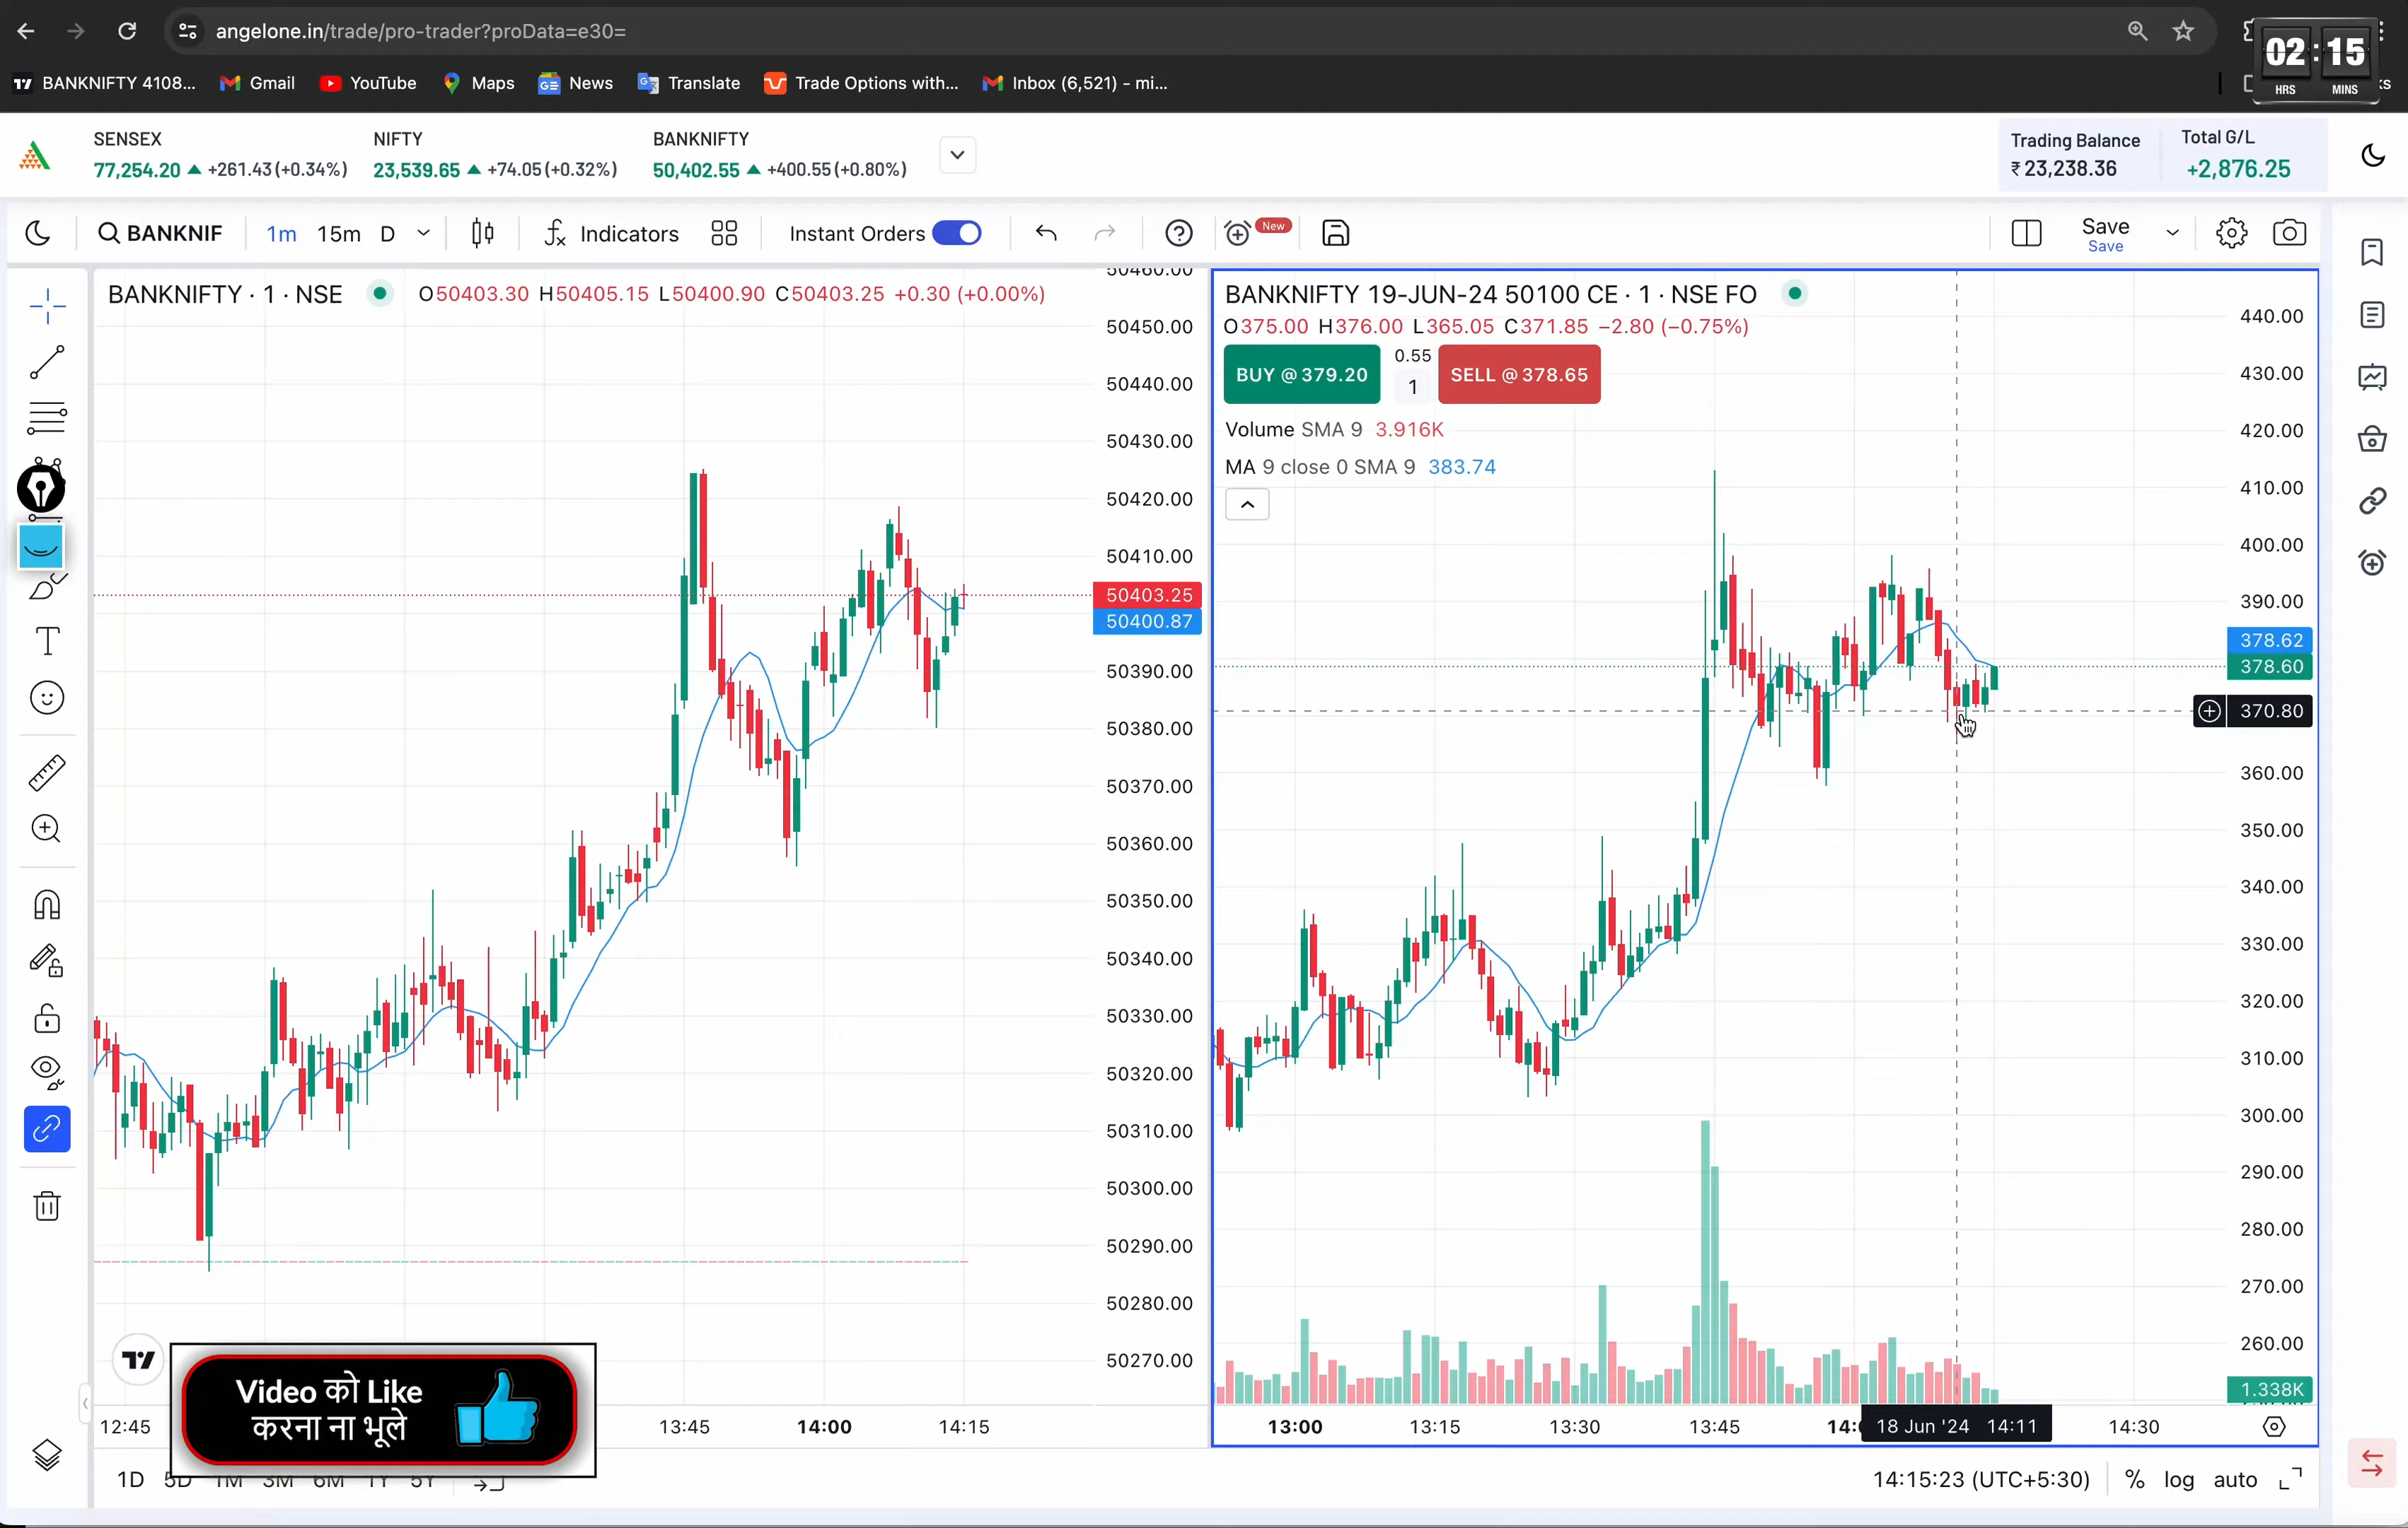 angelone.in/trade/pro-trader?proData=e30=
02 : 15
HRS MINS
BANKNIFTY 4108...
Gmail
YouTube
Maps
News
Translate
Trade Options with...
Inbox (6,521) - mi...
SENSEX
77,254.20 ▲ +261.43(+0.34%)
NIFTY
23,539.65 ▲ +74.05(+0.32%)
BANKNIFTY
50,402.55 ▲ +400.55(+0.80%)
Trading Balance
₹ 23,238.36
Total G/L
+2,876.25
BANKNIF
1m 15m D
Indicators
Instant Orders
New
Save
Save
BANKNIFTY · 1 · NSE
O50403.30 H50405.15 L50400.90 C50403.25 +0.30 (+0.00%)
50460.00
50450.00
50440.00
50430.00
50420.00
50410.00
50403.25
50400.87
50390.00
50380.00
50370.00
50360.00
50350.00
50340.00
50330.00
50320.00
50310.00
50300.00
50290.00
50280.00
50270.00
12:45
13:45
14:00
14:15
Video को Like
करना ना भूले
1D 5D 1M 3M 6M 1Y 5Y
BANKNIFTY 19-JUN-24 50100 CE · 1 · NSE FO
O375.00 H376.00 L365.05 C371.85 −2.80 (−0.75%)
BUY @ 379.20
0.55
1
SELL @ 378.65
Volume SMA 9 3.916K
MA 9 close 0 SMA 9 383.74
440.00
430.00
420.00
410.00
400.00
390.00
378.62
378.60
370.80
360.00
350.00
340.00
330.00
320.00
310.00
300.00
290.00
280.00
270.00
260.00
1.338K
13:00
13:15
13:30
13:45
18 Jun '24 14:11
14:30
14:15:23 (UTC+5:30)
%
log
auto